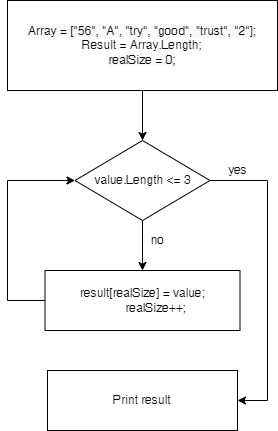 Array = ["56", "A", "try", "good", "trust", "2"];
Result = Array.Length;
realSize = 0;
value.Length <= 3
yes
no
result[realSize] = value;
realSize++;
Print result